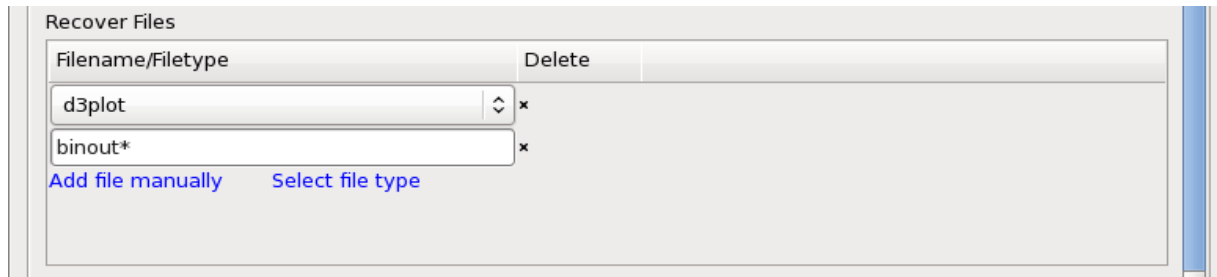 Recover Files
Filename/Filetype Delete
d3plot ×
binout* ×
Add file manually Select file type